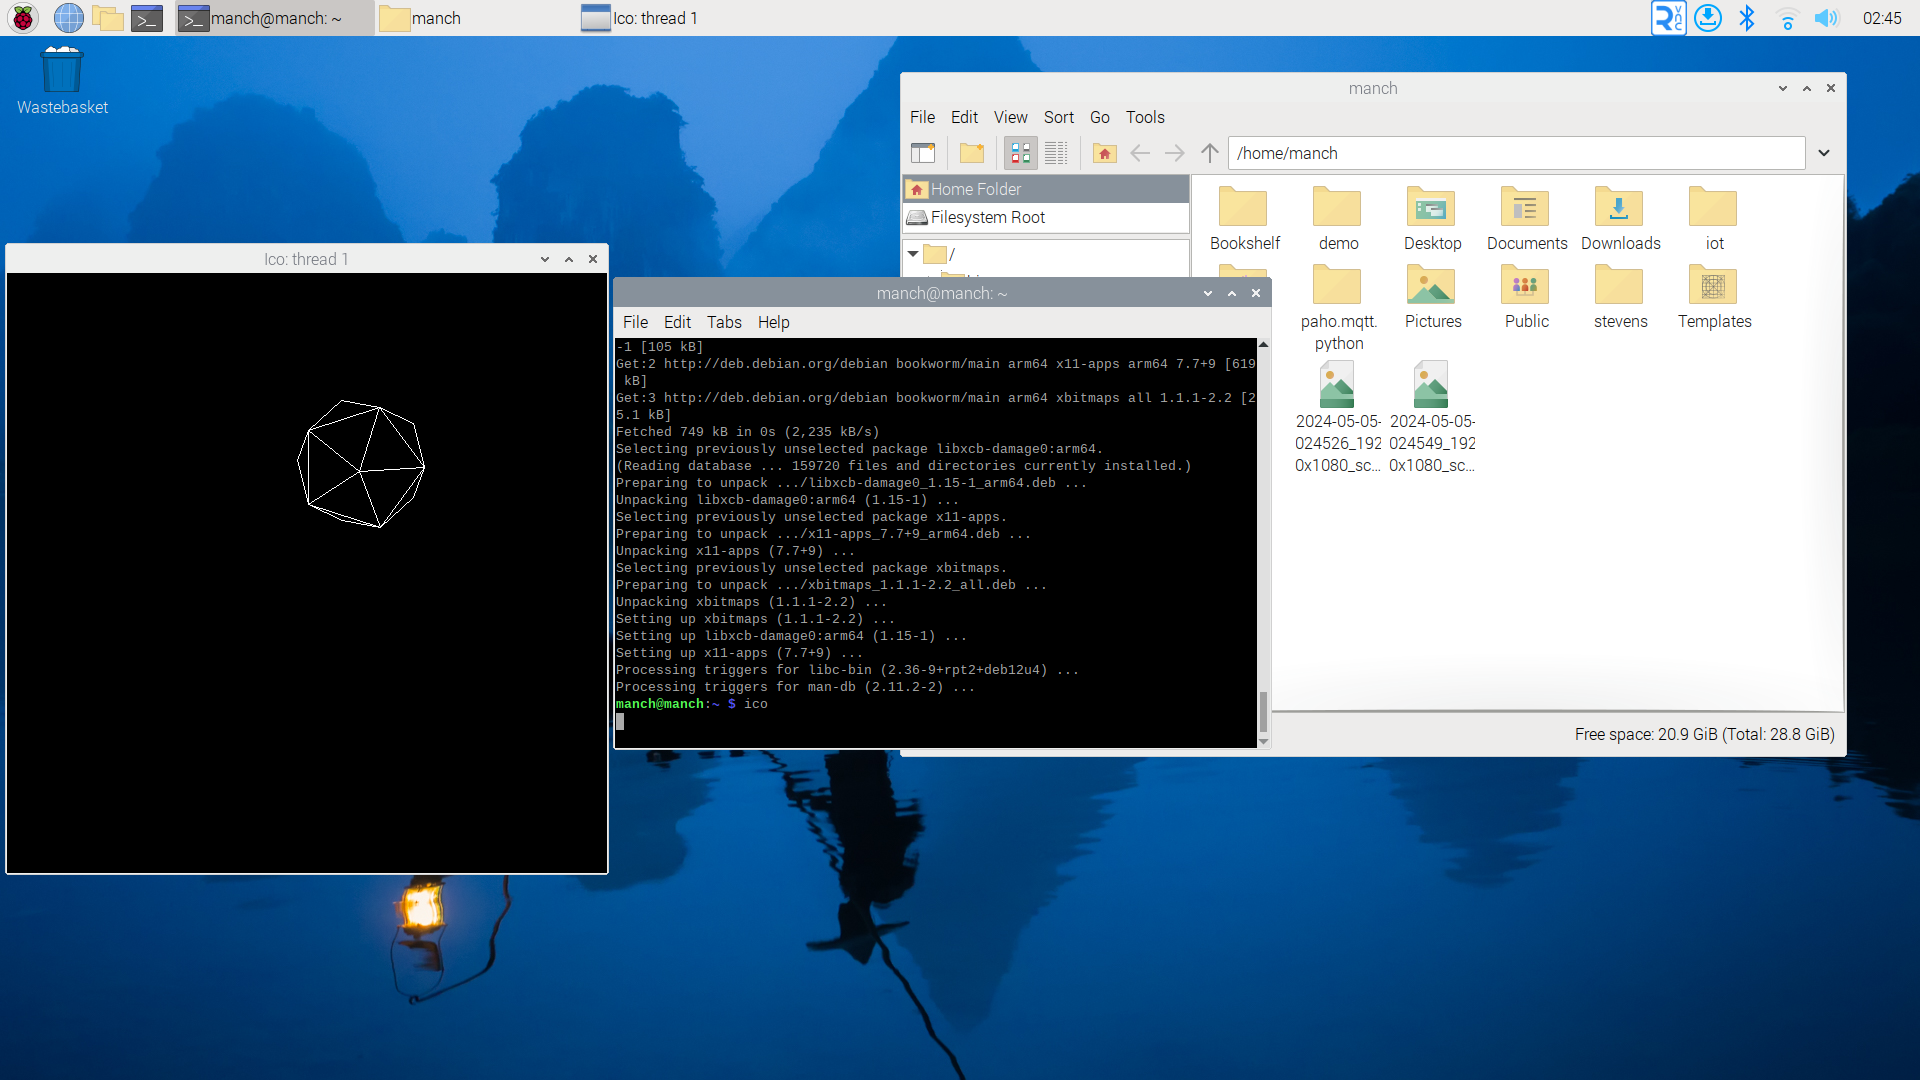 manch@manch: ~
manch
Ico: thread 1
VNC
02:45
Wastebasket
manch
File Edit View Sort Go Tools
/home/manch
Home Folder
Filesystem Root
/
Bookshelf demo Desktop Documents Downloads iot
paho.mqtt.python Pictures Public stevens Templates
2024-05-05-024526_1920x1080_sc... 2024-05-05-024549_1920x1080_sc...
Free space: 20.9 GiB (Total: 28.8 GiB)
Ico: thread 1
manch@manch: ~
File Edit Tabs Help
-1 [105 kB]
Get:2 http://deb.debian.org/debian bookworm/main arm64 x11-apps arm64 7.7+9 [619
 kB]
Get:3 http://deb.debian.org/debian bookworm/main arm64 xbitmaps all 1.1.1-2.2 [2
5.1 kB]
Fetched 749 kB in 0s (2,235 kB/s)
Selecting previously unselected package libxcb-damage0:arm64.
(Reading database ... 159720 files and directories currently installed.)
Preparing to unpack .../libxcb-damage0_1.15-1_arm64.deb ...
Unpacking libxcb-damage0:arm64 (1.15-1) ...
Selecting previously unselected package x11-apps.
Preparing to unpack .../x11-apps_7.7+9_arm64.deb ...
Unpacking x11-apps (7.7+9) ...
Selecting previously unselected package xbitmaps.
Preparing to unpack .../xbitmaps_1.1.1-2.2_all.deb ...
Unpacking xbitmaps (1.1.1-2.2) ...
Setting up xbitmaps (1.1.1-2.2) ...
Setting up libxcb-damage0:arm64 (1.15-1) ...
Setting up x11-apps (7.7+9) ...
Processing triggers for libc-bin (2.36-9+rpt2+deb12u4) ...
Processing triggers for man-db (2.11.2-2) ...
manch@manch:~ $ ico